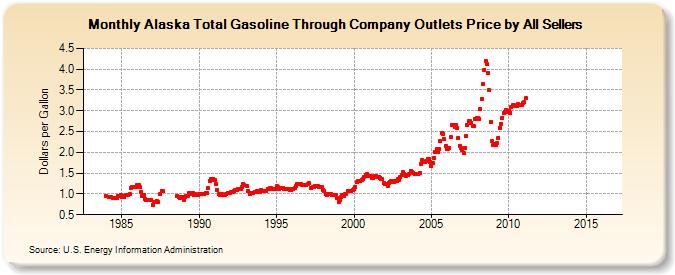 Monthly Alaska Total Gasoline Through Company Outlets Price by All Sellers
Dollars per Gallon
4.5
4.0
3.5
3.0
2.5
2.0
1.5
1.0
0.5
1985 1990 1995 2000 2005 2010 2015
Source: U.S. Energy Information Administration